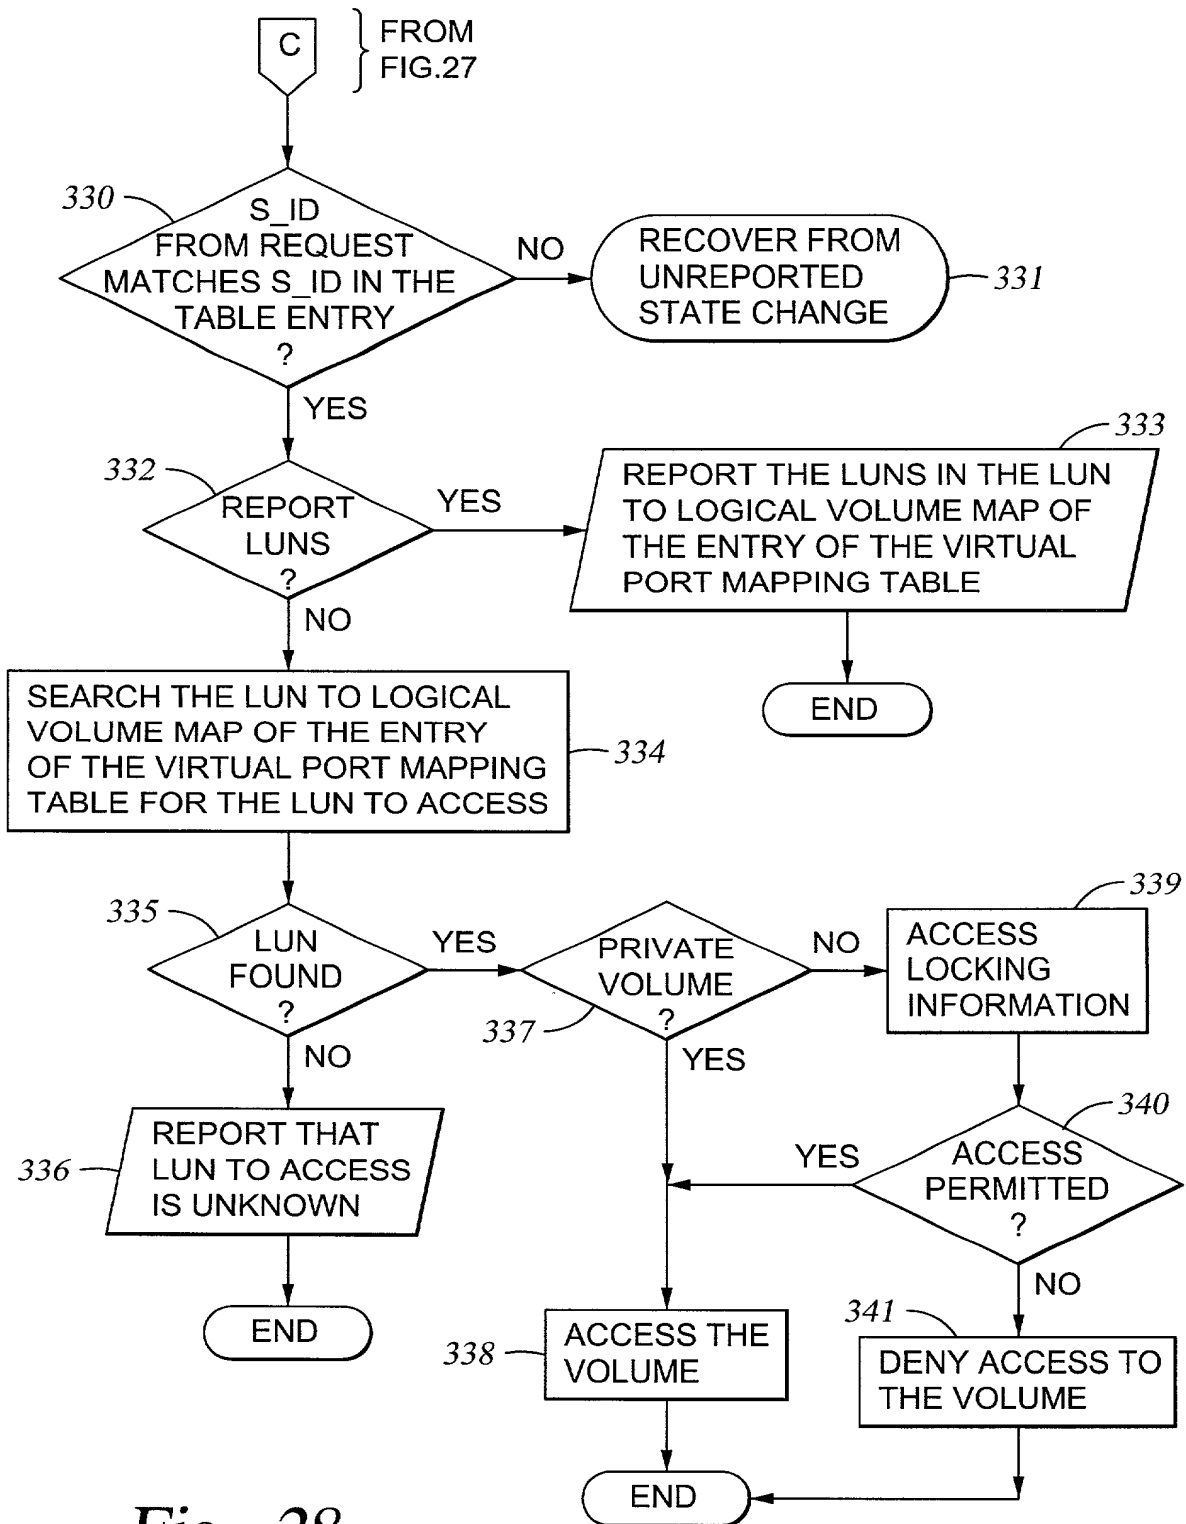 C
FROM
FIG.27
330
S_ID
FROM REQUEST
MATCHES S_ID IN THE
TABLE ENTRY
?
NO
RECOVER FROM
UNREPORTED
STATE CHANGE
331
YES
332
REPORT
LUNS
?
YES
333
REPORT THE LUNS IN THE LUN
TO LOGICAL VOLUME MAP OF
THE ENTRY OF THE VIRTUAL
PORT MAPPING TABLE
END
NO
SEARCH THE LUN TO LOGICAL
VOLUME MAP OF THE ENTRY
OF THE VIRTUAL PORT MAPPING
TABLE FOR THE LUN TO ACCESS
334
335
LUN
FOUND
?
YES
PRIVATE
VOLUME
?
337
NO
339
ACCESS
LOCKING
INFORMATION
NO
336
REPORT THAT
LUN TO ACCESS
IS UNKNOWN
END
YES
340
ACCESS
PERMITTED
?
YES
NO
338
ACCESS THE
VOLUME
341
DENY ACCESS TO
THE VOLUME
END
Fig. 28